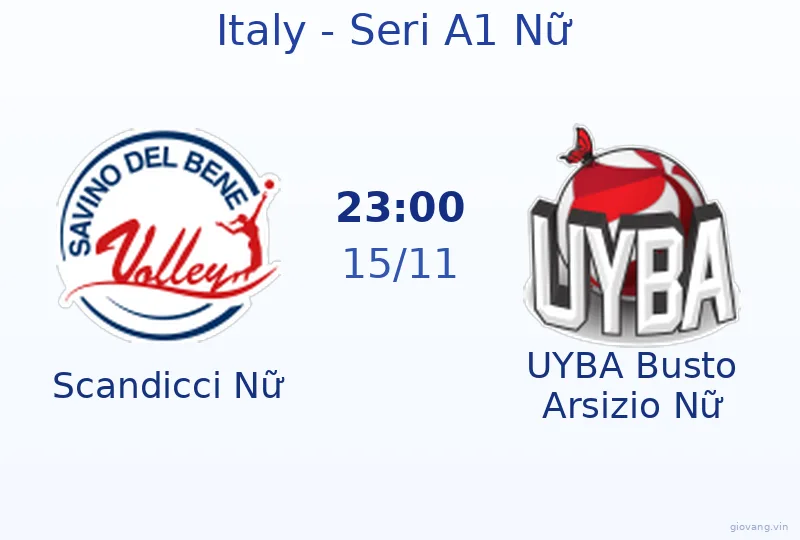 Italy - Seri A1 Nữ
SAVINO DEL BENE
Volley
23:00
15/11
UYBA
Scandicci Nữ
UYBA Busto
Arsizio Nữ
giovang.vin